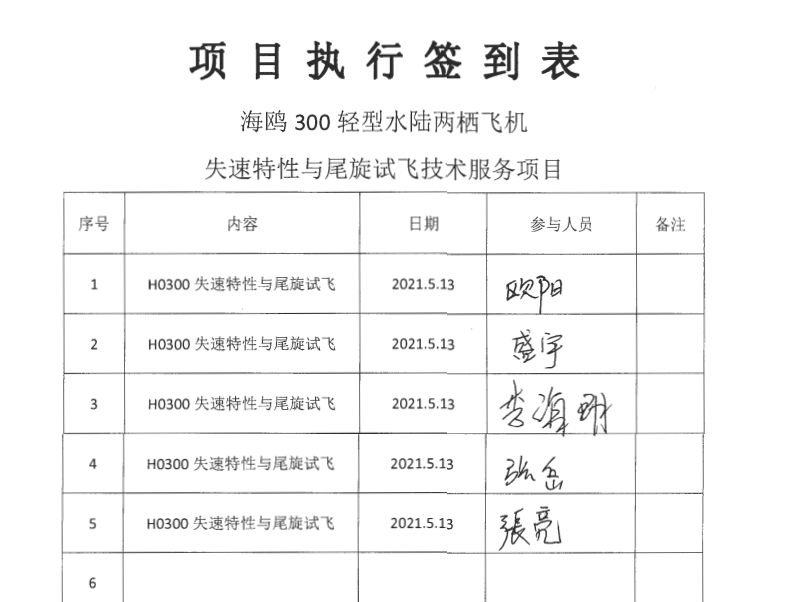 项目执行签到表
海鸥 300 轻型水陆两栖飞机
失速特性与尾旋试飞技术服务项目
序号 内容 日期 参与人员 备注
1 H0300 失速特性与尾旋试飞 2021.5.13 欧阳
2 H0300 失速特性与尾旋试飞 2021.5.13 盛宇
3 H0300 失速特性与尾旋试飞 2021.5.13 李
4 H0300 失速特性与尾旋试飞 2021.5.13 张岳
5 H0300 失速特性与尾旋试飞 2021.5.13 張亮
6